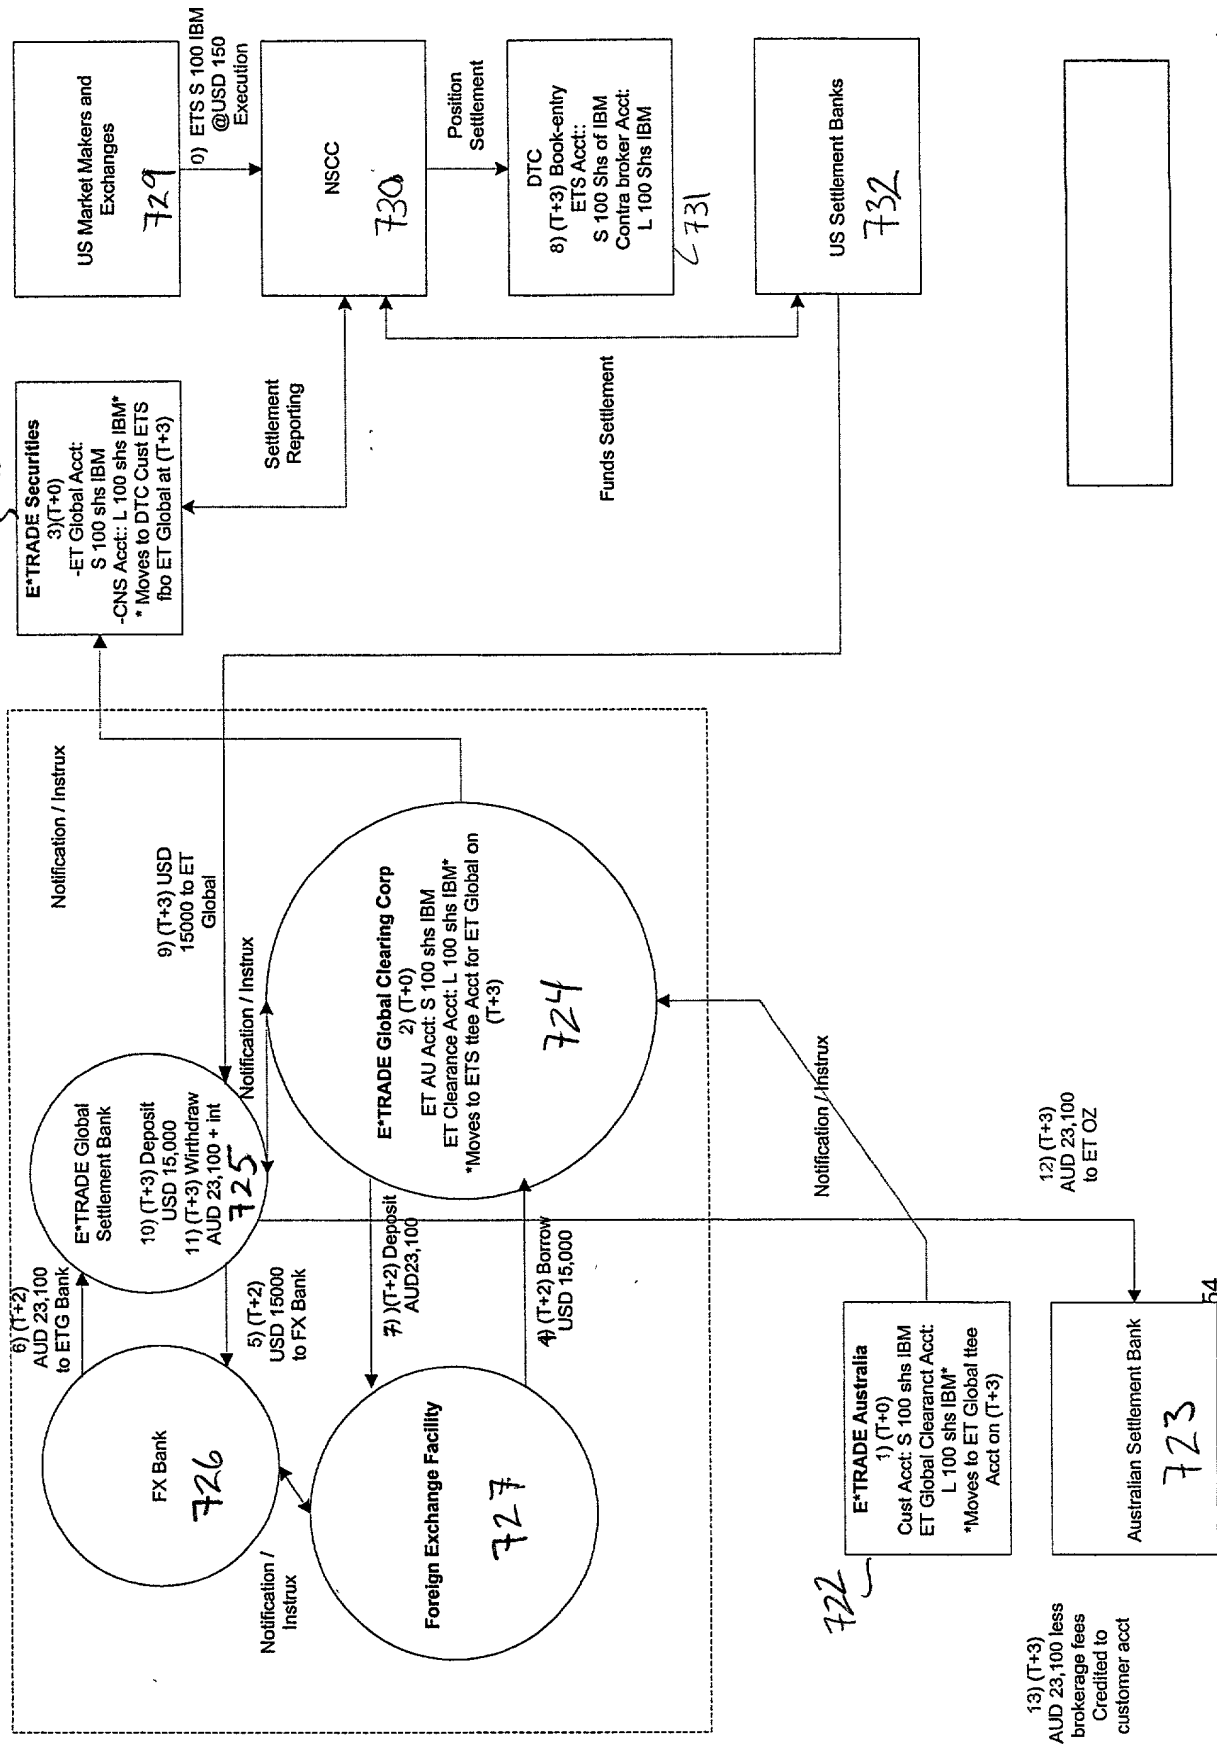 6) (T+2)
AUD 23,100
to ETG Bank
FX Bank
726
E*TRADE Global
Settlement Bank
10) (T+3) Deposit
USD 15,000
11) (T+3) Wirthdraw
AUD 23,100 + int
725
5) (T+2)
USD 15000
to FX Bank
Notification /
Instrux
Foreign Exchange Facility
727
7) )(T+2) Deposit
AUD23,100
4) (T+2) Borrow
USD 15,000
Notification / Instrux
9) (T+3) USD
15000 to ET
Global
Notification / Instrux
E*TRADE Global Clearing Corp
2) (T+0)
ET AU Acct: S 100 shs IBM
ET Clearance Acct: L 100 shs IBM*
*Moves to ETS ttee Acct for ET Global on
(T+3)
724
E*TRADE Securities
3)(T+0)
-ET Global Acct:
S 100 shs IBM
-CNS Acct:: L 100 shs IBM*
* Moves to DTC Cust ETS
fbo ET Global at (T+3)
US Market Makers and
Exchanges
729
0) ETS S 100 IBM
@USD 150
Execution
Settlement
Reporting
NSCC
730
Position
Settlement
DTC
8) (T+3) Book-entry
ETS Acct::
S 100 Shs of IBM
Contra broker Acct:
L 100 Shs IBM
731
Funds Settlement
US Settlement Banks
732
722
E*TRADE Australia
1) (T+0)
Cust Acct: S 100 shs IBM
ET Global Clearanct Acct:
L 100 shs IBM*
*Moves to ET Global ttee
Acct on (T+3)
Notification / Instrux
12) (T+3)
AUD 23,100
to ET OZ
Australian Settlement Bank
723
13) (T+3)
AUD 23,100 less
brokerage fees
Credited to
customer acct
54